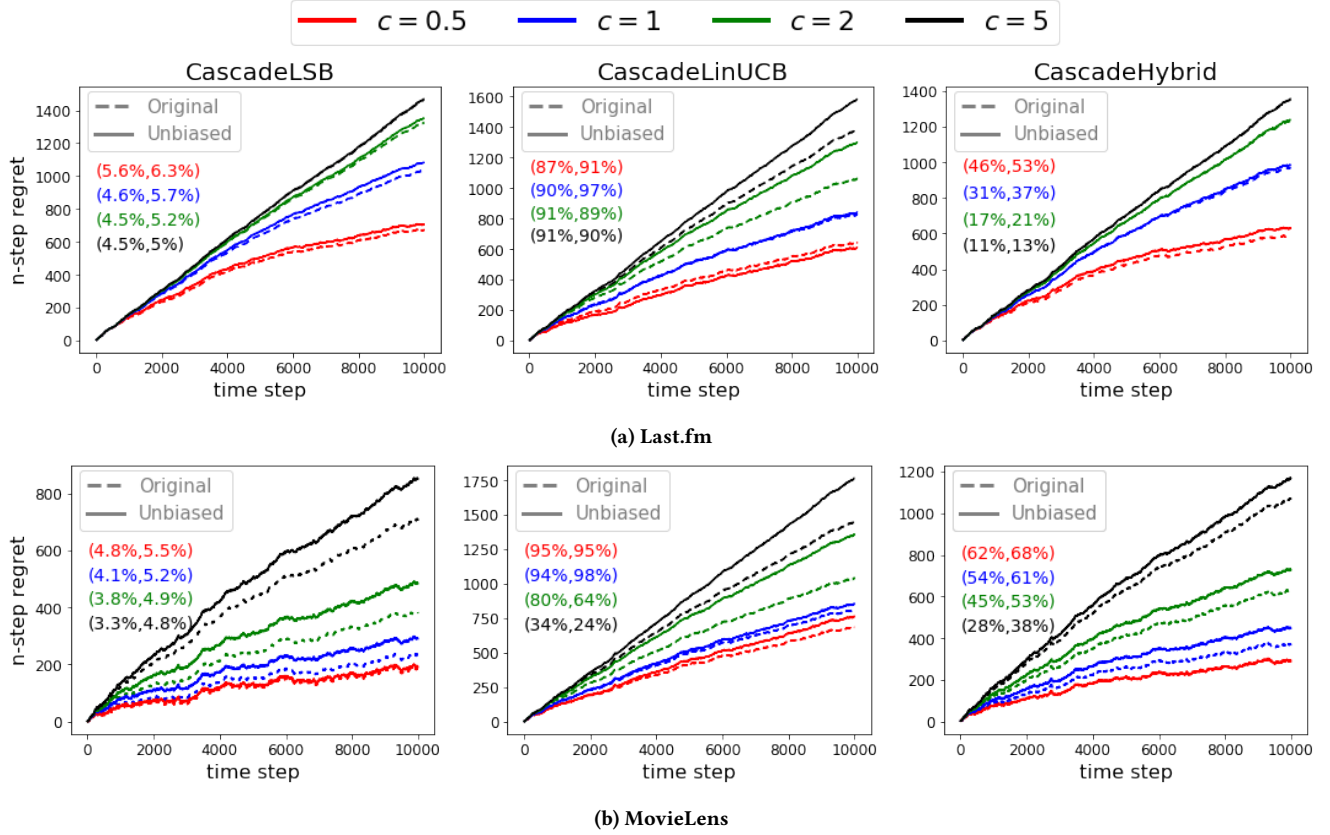 c = 0.5 c = 1 c = 2 c = 5
CascadeLSB CascadeLinUCB CascadeHybrid
n-step regret
1400
1200
1000
800
600
400
200
0
Original
Unbiased
(5.6%,6.3%)
(4.6%,5.7%)
(4.5%,5.2%)
(4.5%,5%)
0 2000 4000 6000 8000 10000
time step
1600
1400
1200
1000
800
600
400
200
0
Original
Unbiased
(87%,91%)
(90%,97%)
(91%,89%)
(91%,90%)
0 2000 4000 6000 8000 10000
time step
1400
1200
1000
800
600
400
200
0
Original
Unbiased
(46%,53%)
(31%,37%)
(17%,21%)
(11%,13%)
0 2000 4000 6000 8000 10000
time step
(a) Last.fm
n-step regret
800
600
400
200
0
Original
Unbiased
(4.8%,5.5%)
(4.1%,5.2%)
(3.8%,4.9%)
(3.3%,4.8%)
0 2000 4000 6000 8000 10000
time step
1750
1500
1250
1000
750
500
250
0
Original
Unbiased
(95%,95%)
(94%,98%)
(80%,64%)
(34%,24%)
0 2000 4000 6000 8000 10000
time step
1200
1000
800
600
400
200
0
Original
Unbiased
(62%,68%)
(54%,61%)
(45%,53%)
(28%,38%)
0 2000 4000 6000 8000 10000
time step
(b) MovieLens